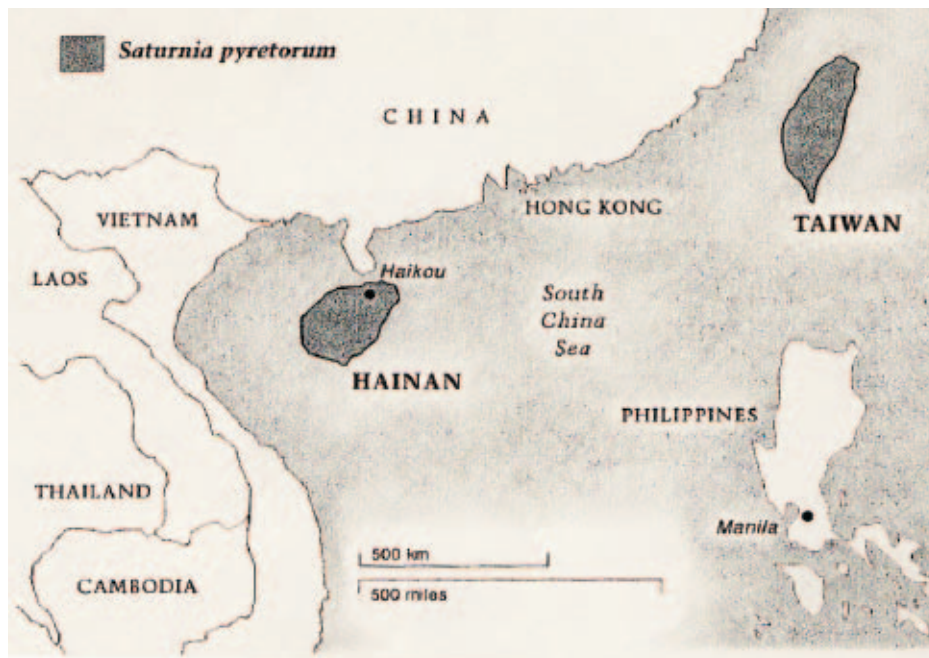 Saturnia pyretorum
CHINA
HONG KONG
TAIWAN
VIETNAM
LAOS
Haikou
South
China
Sea
HAINAN
PHILIPPINES
THAILAND
Manila
500 km
CAMBODIA
500 miles